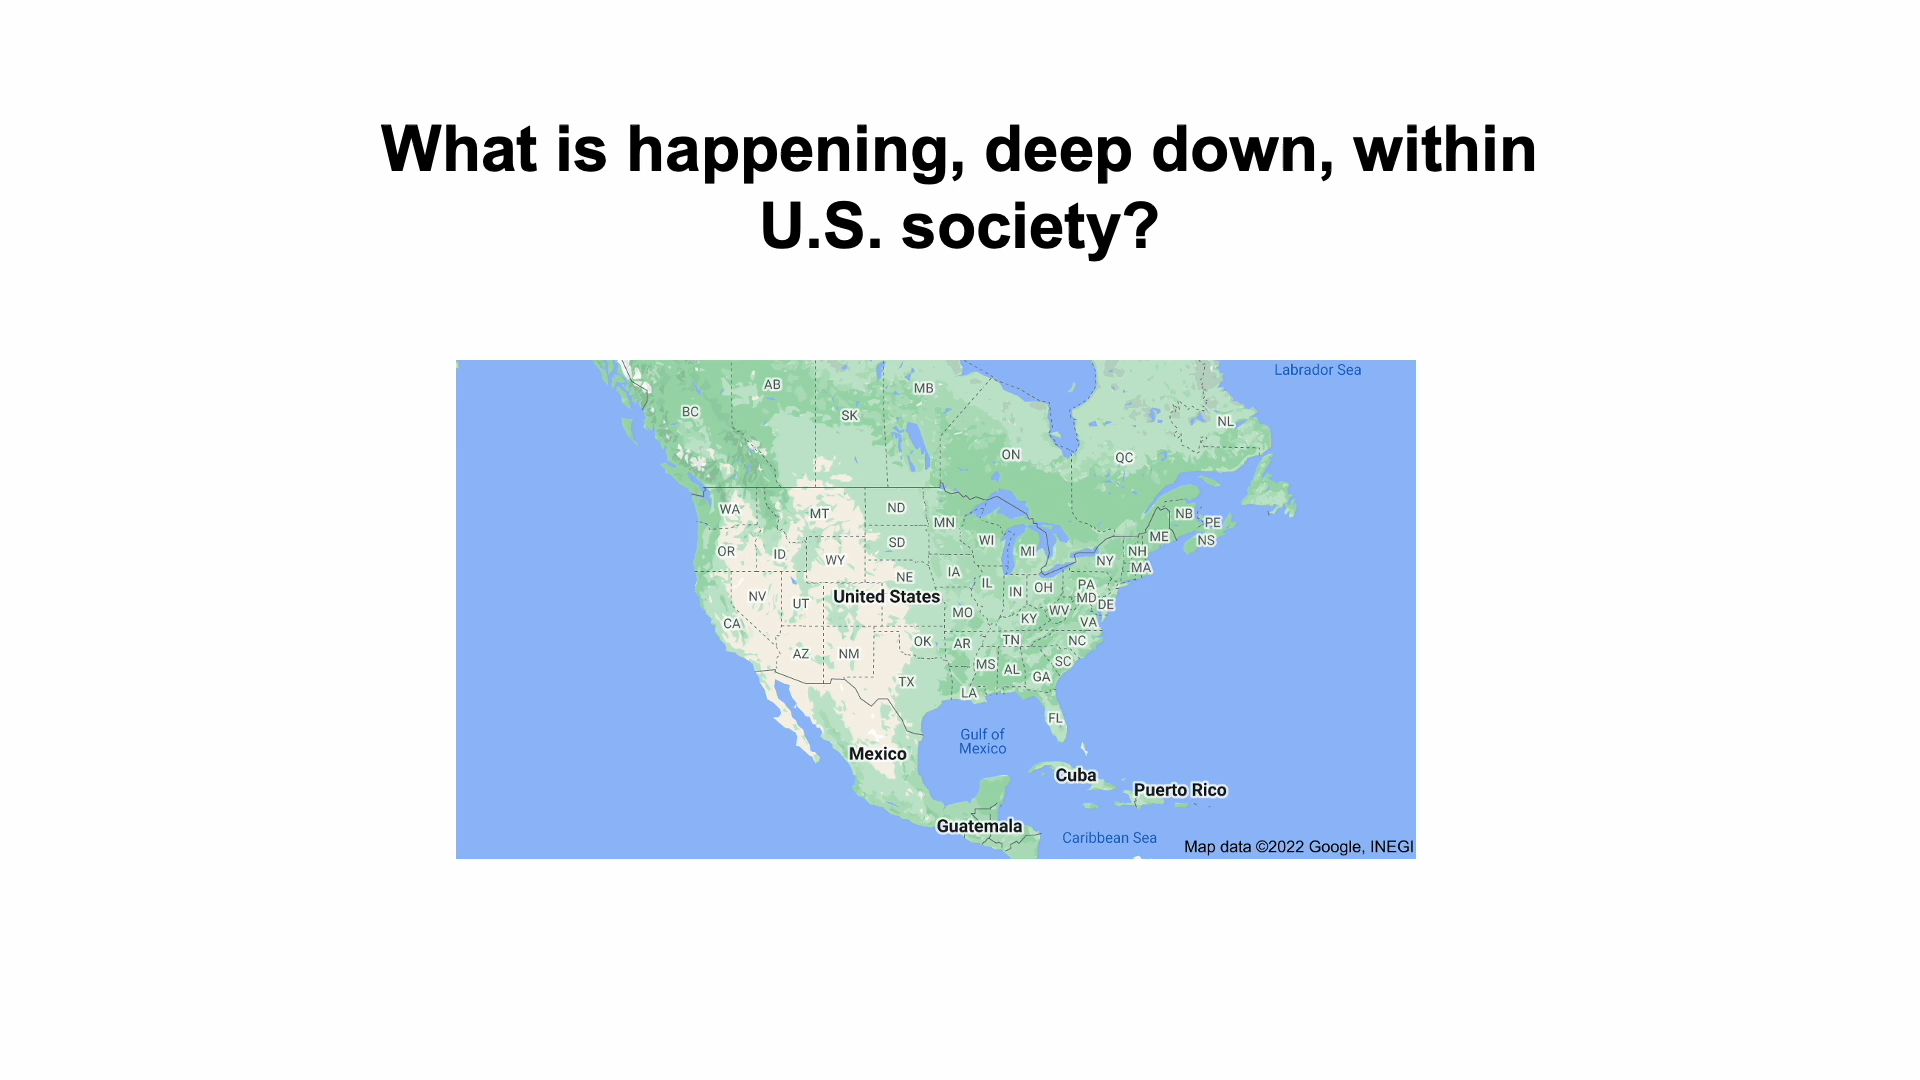 What is happening, deep down, within
U.S. society?
Labrador Sea
AB
MB
BC
SK
NL
ON
QC
WA
MT
ND
MN
NB
PE
ME
NS
OR
ID
WY
SD
WI
MI
NH
NY
MA
NE
IA
IL
IN
OH
PA
MD
DE
NV
UT
United States
MO
KY
WV
VA
CA
OK
AR
TN
NC
AZ
NM
MS
AL
SC
GA
TX
LA
FL
Gulf of
Mexico
Mexico
Cuba
Puerto Rico
Guatemala
Caribbean Sea
Map data ©2022 Google, INEGI